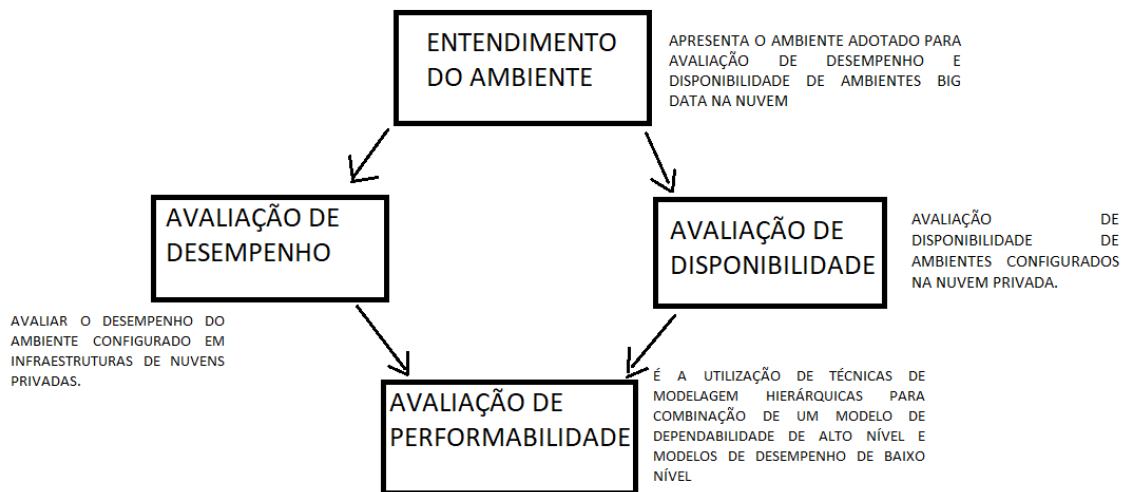 ENTENDIMENTO
DO AMBIENTE
APRESENTA O AMBIENTE ADOTADO PARA
AVALIAÇÃO DE DESEMPENHO E
DISPONIBILIDADE DE AMBIENTES BIG
DATA NA NUVEM
AVALIAÇÃO DE
DESEMPENHO
AVALIAR O DESEMPENHO DO
AMBIENTE CONFIGURADO EM
INFRAESTRUTURAS DE NUVENS
PRIVADAS.
AVALIAÇÃO DE
DISPONIBILIDADE
AVALIAÇÃO DE
DISPONIBILIDADE DE
AMBIENTES CONFIGURADOS
NA NUVEM PRIVADA.
AVALIAÇÃO DE
PERFORMABILIDADE
É A UTILIZAÇÃO DE TÉCNICAS DE
MODELAGEM HIERÁRQUICAS PARA
COMBINAÇÃO DE UM MODELO DE
DEPENDABILIDADE DE ALTO NÍVEL E
MODELOS DE DESEMPENHO DE BAIXO
NÍVEL